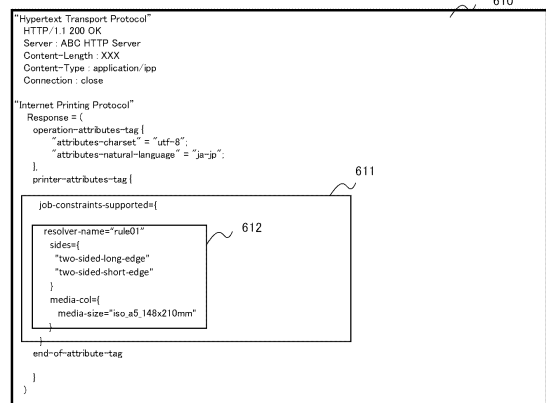 610
"Hypertext Transport Protocol"
HTTP/1.1 200 OK
Server : ABC HTTP Server
Content-Length : XXX
Content-Type : application/ipp
Connection : close
"Internet Printing Protocol"
Response = (
operation-attributes-tag {
"attributes-charset" = "utf-8";
"attributes-natural-language" = "ja-jp";
},
printer-attributes-tag {
611
job-constraints-supported={
resolver-name="rule01"
612
sides={
"two-sided-long-edge"
"two-sided-short-edge"
}
media-col={
media-size="iso_a5_148x210mm"
}
}
end-of-attribute-tag
}
)